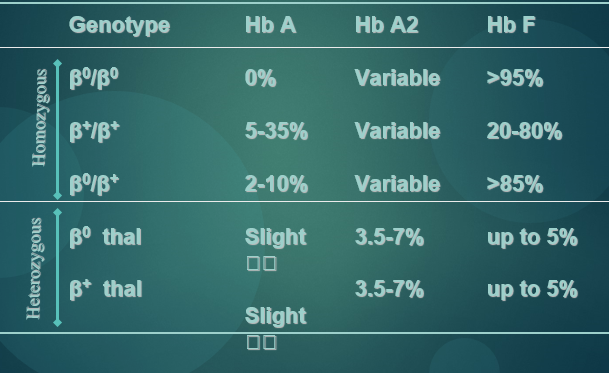 Genotype Hb A Hb A2 Hb F
Homozygous
β⁰/β⁰ 0% Variable >95%
β⁺/β⁺ 5-35% Variable 20-80%
β⁰/β⁺ 2-10% Variable >85%
Heterozygous
β⁰ thal Slight 3.5-7% up to 5%
β⁺ thal Slight 3.5-7% up to 5%